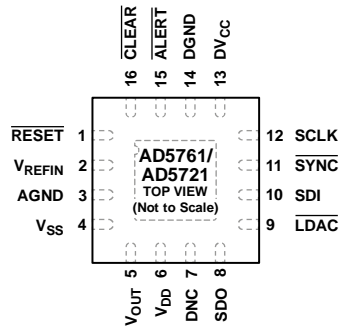 CLEAR
ALERT
DGND
DVCC
16 15 14 13
RESET 1
VREFIN 2
AGND 3
VSS 4
AD5761/
AD5721
TOP VIEW
(Not to Scale)
12 SCLK
11 SYNC
10 SDI
9 LDAC
5 6 7 8
VOUT
VDD
DNC
SDO